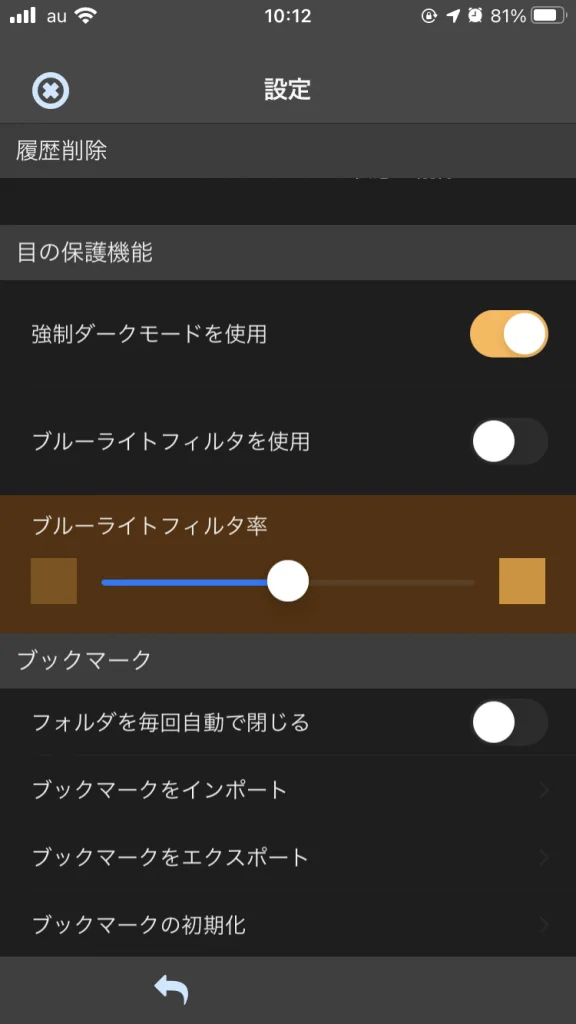 au 10:12 81%
設定
履歴削除
目の保護機能
強制ダークモードを使用
ブルーライトフィルタを使用
ブルーライトフィルタ率
ブックマーク
フォルダを毎回自動で閉じる
ブックマークをインポート
ブックマークをエクスポート
ブックマークの初期化